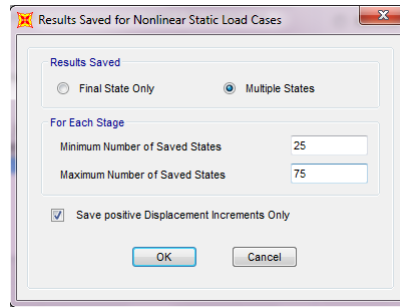 Results Saved for Nonlinear Static Load Cases
Results Saved
Final State Only
Multiple States
For Each Stage
Minimum Number of Saved States
25
Maximum Number of Saved States
75
Save positive Displacement Increments Only
OK
Cancel